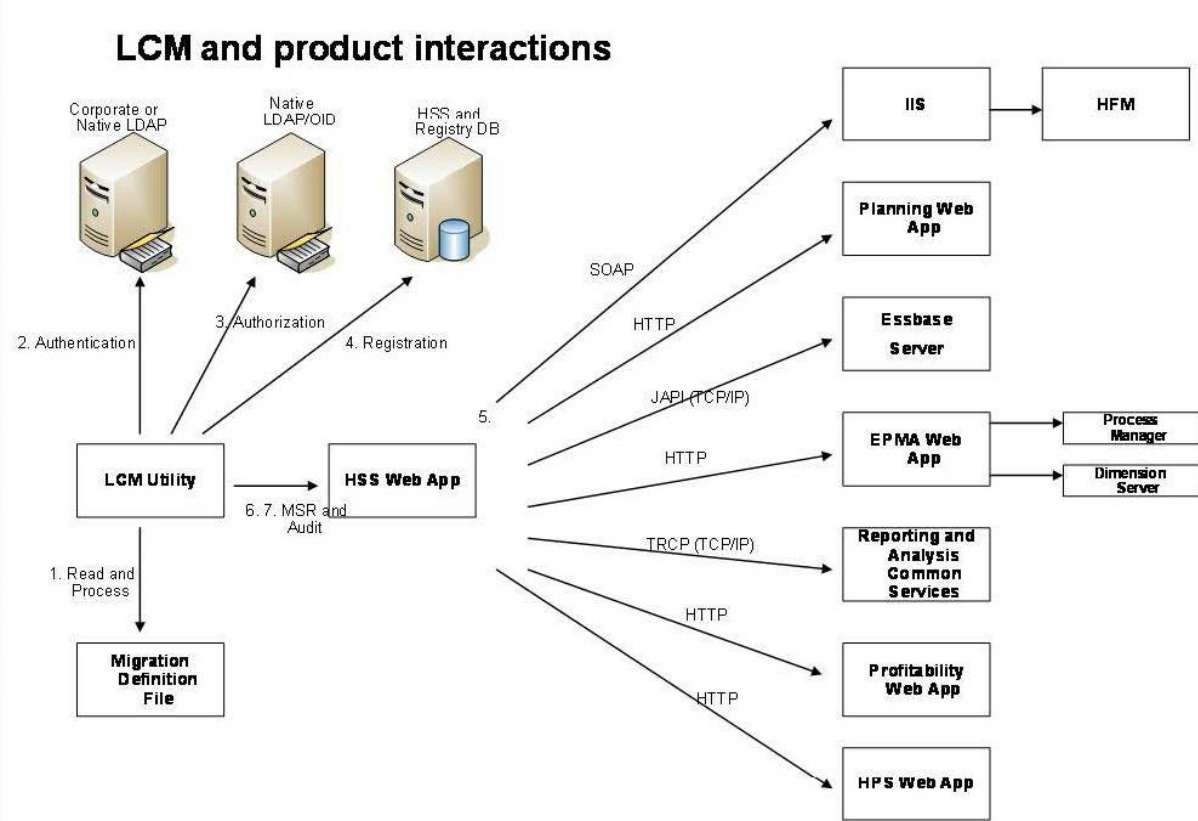 LCM and product interactions
Corporate or
Native LDAP
Native
LDAP/OID
HSS and
Registry DB
2. Authentication
3. Authorization
4. Registration
LCM Utility
6. 7. MSR and
Audit
HSS Web App
1. Read and
Process
Migration
Definition
File
5.
SOAP
HTTP
JAPI (TCP/IP)
HTTP
TRCP (TCP/IP)
HTTP
HTTP
IIS
HFM
Planning Web
App
Essbase
Server
EPMA Web
App
Process
Manager
Dimension
Server
Reporting and
Analysis
Common
Services
Profitability
Web App
HPS Web App